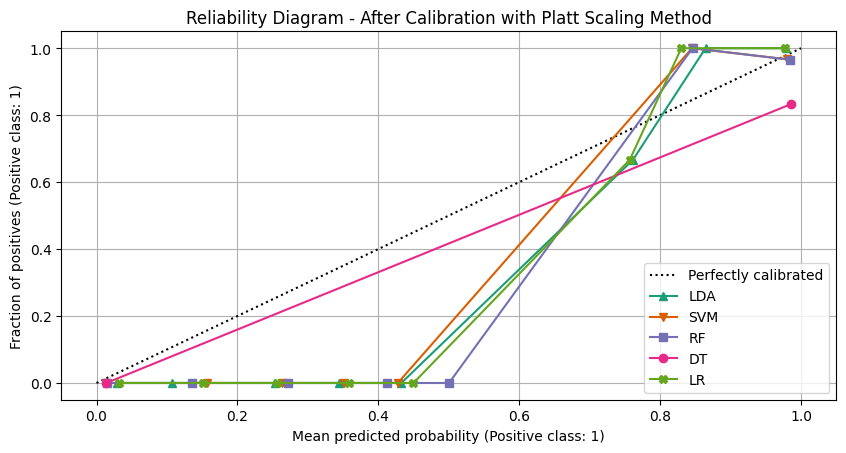 Reliability Diagram - After Calibration with Platt Scaling Method
Fraction of positives (Positive class: 1)
1.0
0.8
0.6
0.4
0.2
0.0
Perfectly calibrated
LDA
SVM
RF
DT
LR
0.0 0.2 0.4 0.6 0.8 1.0
Mean predicted probability (Positive class: 1)